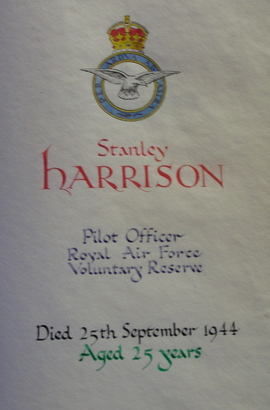 Stanley
HARRISON
Pilot Officer
Royal Air Force
Voluntary Reserve
Died 25th September 1944
Aged 25 years